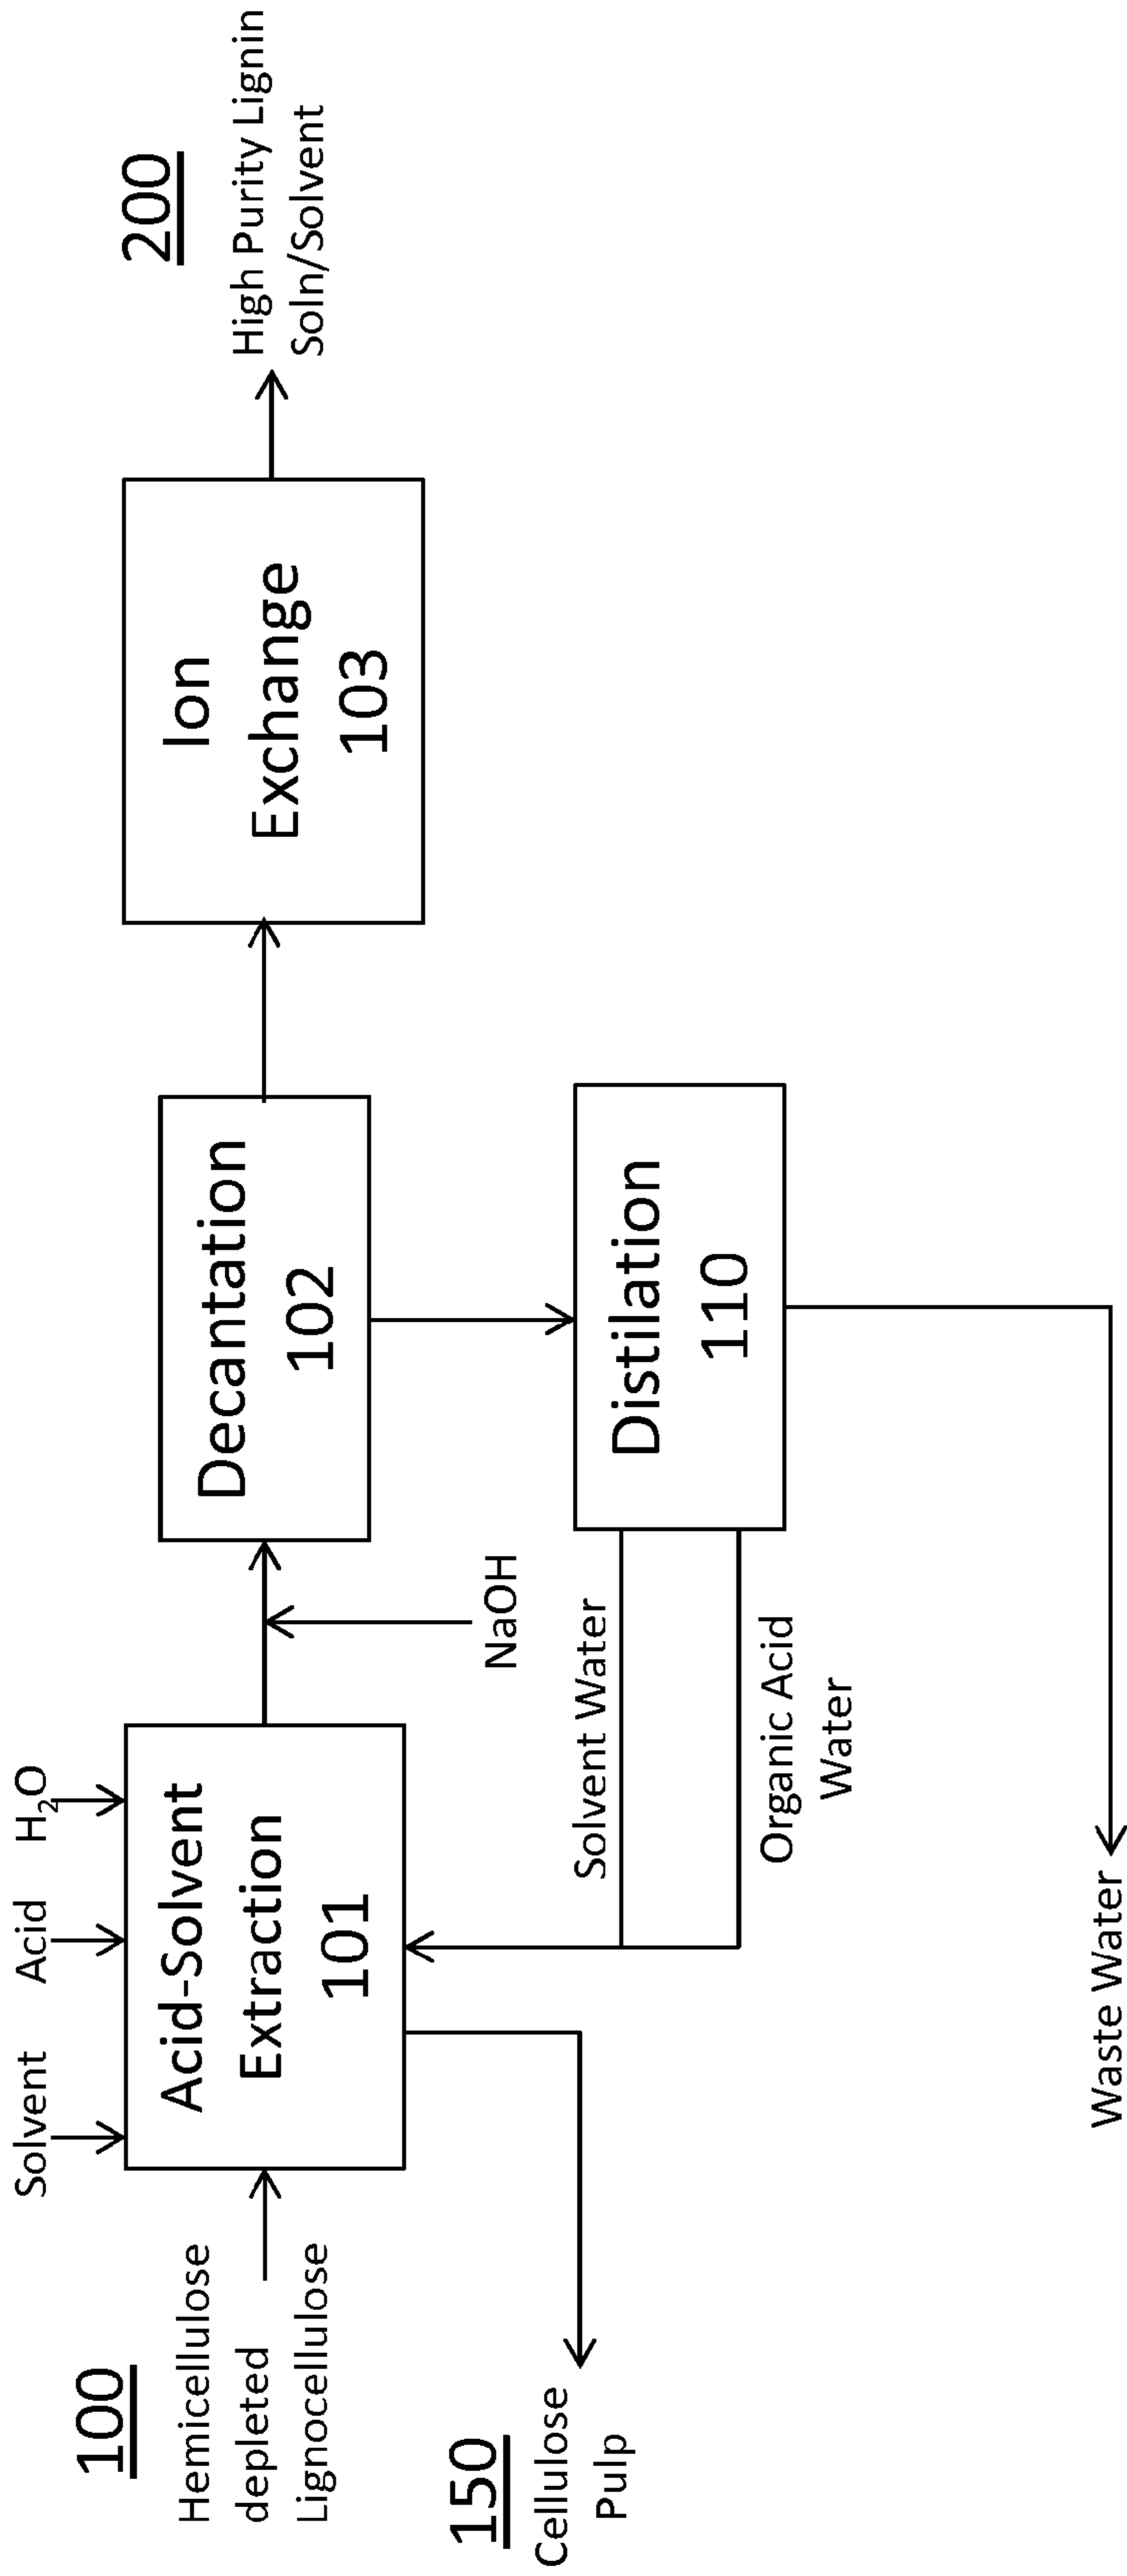 100
Hemicellulose
depleted
Lignocellulose
Solvent
Acid
H₂O
Acid-Solvent
Extraction
101
150
Cellulose
Pulp
NaOH
Decantation
102
Solvent Water
Organic Acid
Water
Distilation
110
Waste Water
Ion
Exchange
103
200
High Purity Lignin
Soln/Solvent